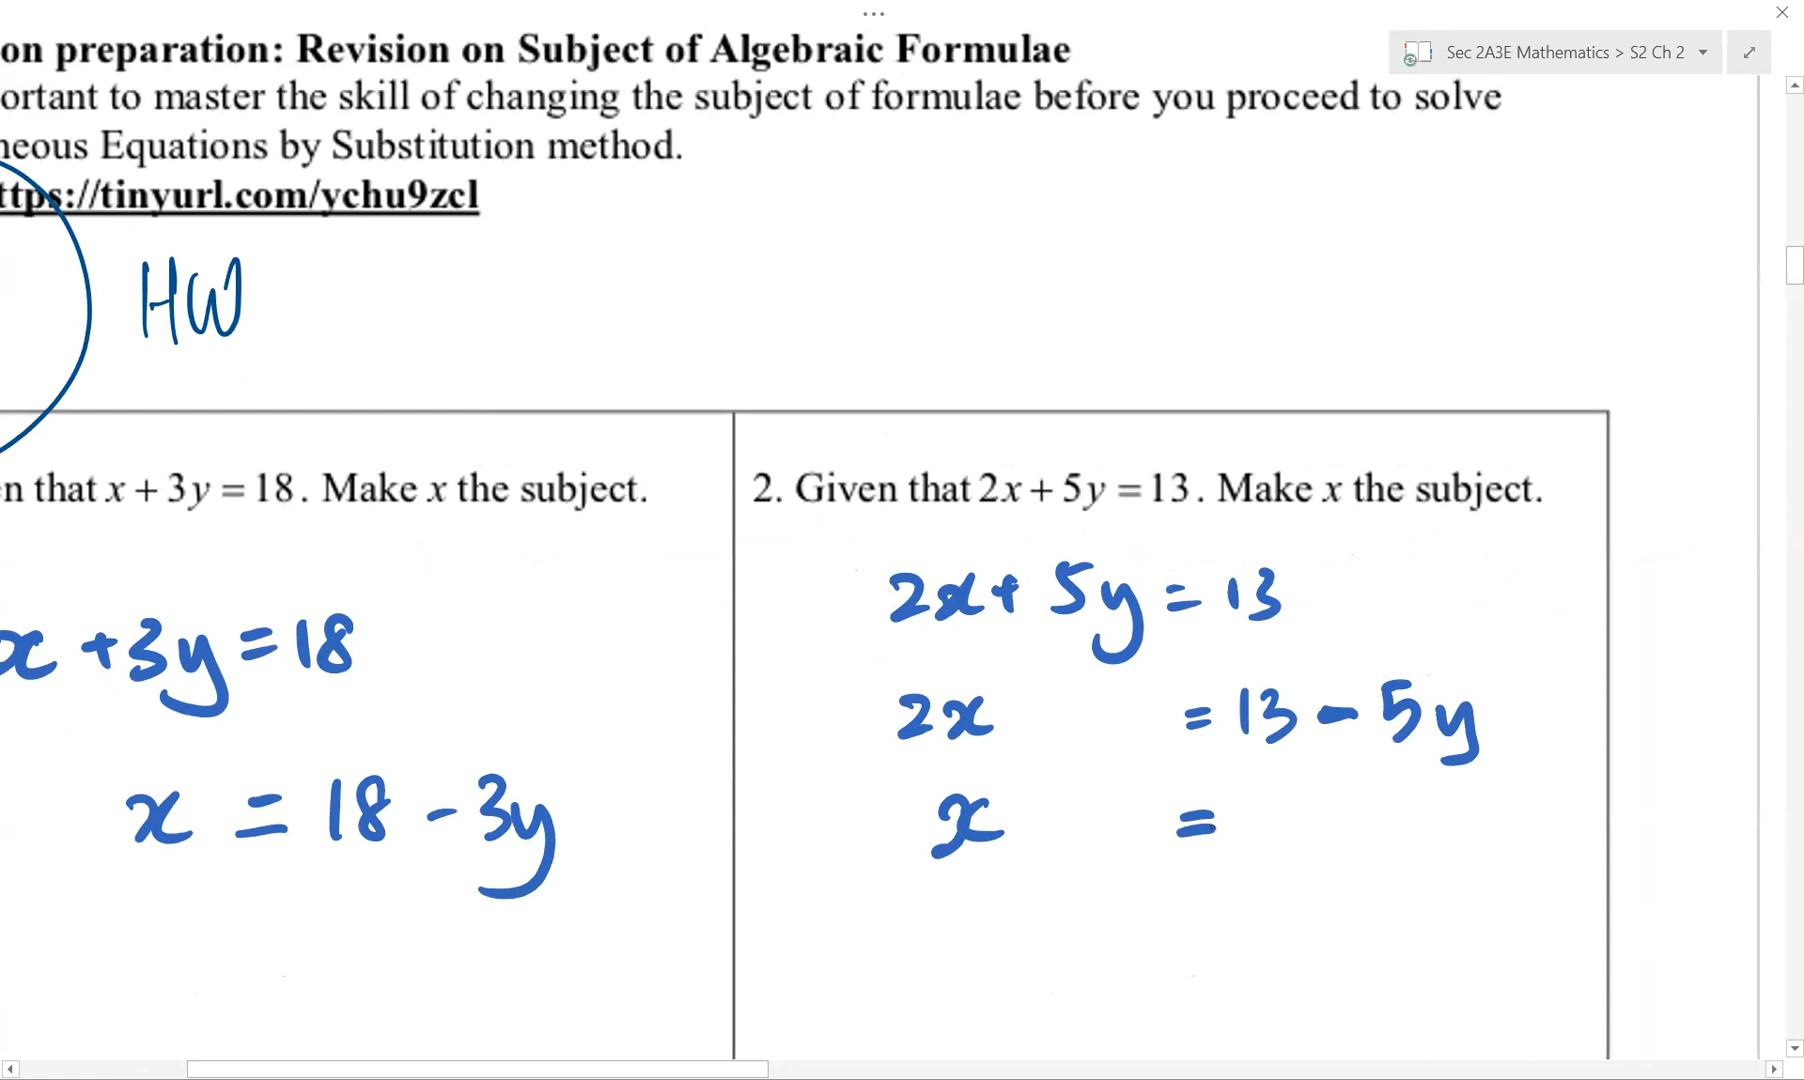 on preparation: Revision on Subject of Algebraic Formulae
Sec 2A3E Mathematics > S2 Ch 2
ortant to master the skill of changing the subject of formulae before you proceed to solve
neous Equations by Substitution method.
ttps://tinyurl.com/ychu9zcl
HW
n that x + 3y = 18. Make x the subject.
x + 3y = 18
x = 18 - 3y
2. Given that 2x + 5y = 13. Make x the subject.
2x + 5y = 13
2x = 13 - 5y
x =